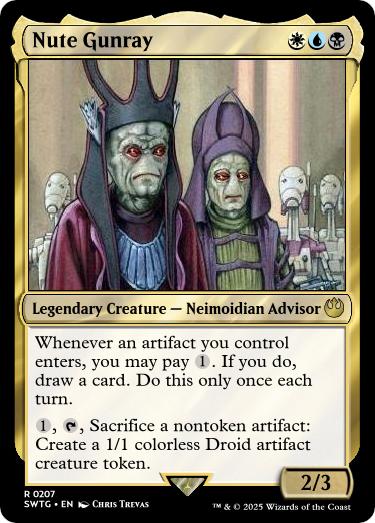 Nute Gunray
Legendary Creature — Neimoidian Advisor
Whenever an artifact you control
enters, you may pay 1. If you do,
draw a card. Do this only once each
turn.
1, Sacrifice a nontoken artifact:
Create a 1/1 colorless Droid artifact
creature token.
2/3
R 0207
SWTG • EN Chris Trevas
™ & © 2025 Wizards of the Coast